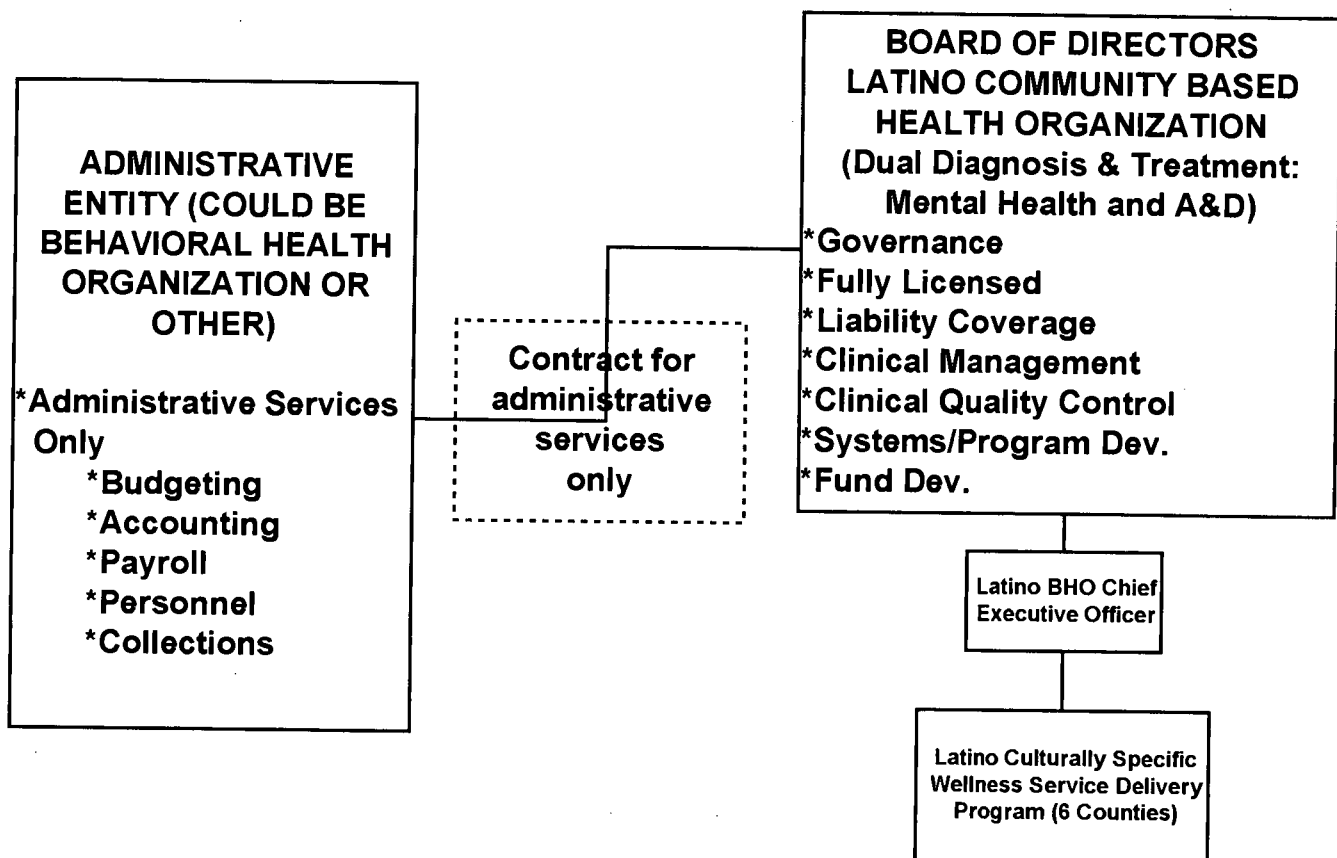 ADMINISTRATIVE
ENTITY (COULD BE
BEHAVIORAL HEALTH
ORGANIZATION OR
OTHER)
*Administrative Services
Only
*Budgeting
*Accounting
*Payroll
*Personnel
*Collections
Contract for
administrative
services
only
BOARD OF DIRECTORS
LATINO COMMUNITY BASED
HEALTH ORGANIZATION
(Dual Diagnosis & Treatment:
Mental Health and A&D)
*Governance
*Fully Licensed
*Liability Coverage
*Clinical Management
*Clinical Quality Control
*Systems/Program Dev.
*Fund Dev.
Latino BHO Chief
Executive Officer
Latino Culturally Specific
Wellness Service Delivery
Program (6 Counties)